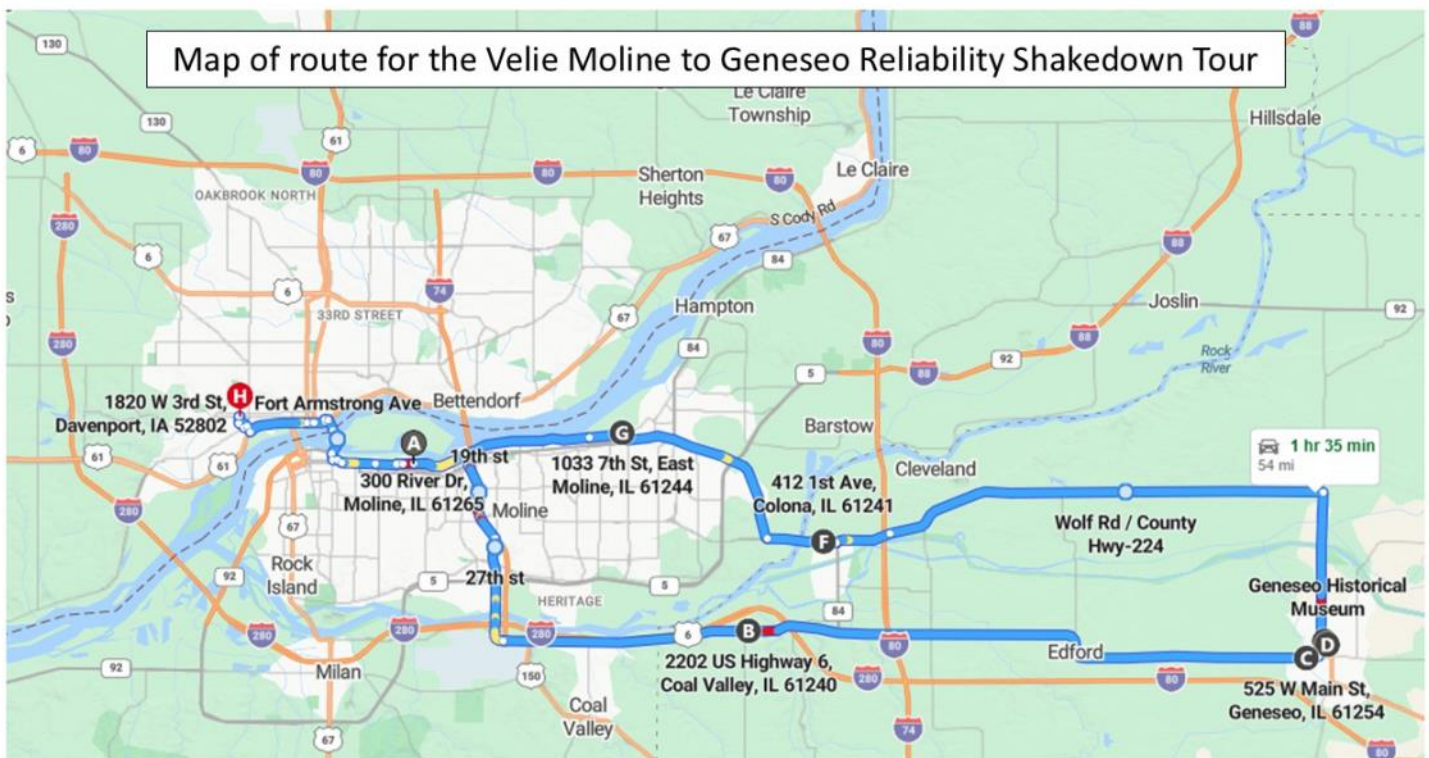 Map of route for the Velie Moline to Geneseo Reliability Shakedown Tour
88
130
Le Claire
Township
Hillsdale
130
61
6
80
80
80
80
Sherton
Heights
Le Claire
OAKBROOK NORTH
280
S Cody Rd
67
88
6
84
74
6
Joslin
Hampton
92
33RD STREET
67
88
280
80
84
92
Rock
River
5
88
1820 W 3rd St,
Davenport, IA 52802
H
Fort Armstrong Ave
Bettendorf
Barstow
A
G
1 hr 35 min
54 mi
61
61
19th st
300 River Dr,
Moline, IL 61265
1033 7th St, East
Moline, IL 61244
412 1st Ave,
Colona, IL 61241
Cleveland
280
Moline
67
F
Wolf Rd / County
Hwy-224
Rock
Island
92
5
27th st
5
HERITAGE
84
Geneseo Historical
Museum
280
280
280
6
B
80
D
Edford
C
92
Milan
150
2202 US Highway 6,
Coal Valley, IL 61240
280
80
525 W Main St,
Geneseo, IL 61254
Coal
Valley
74
67
80